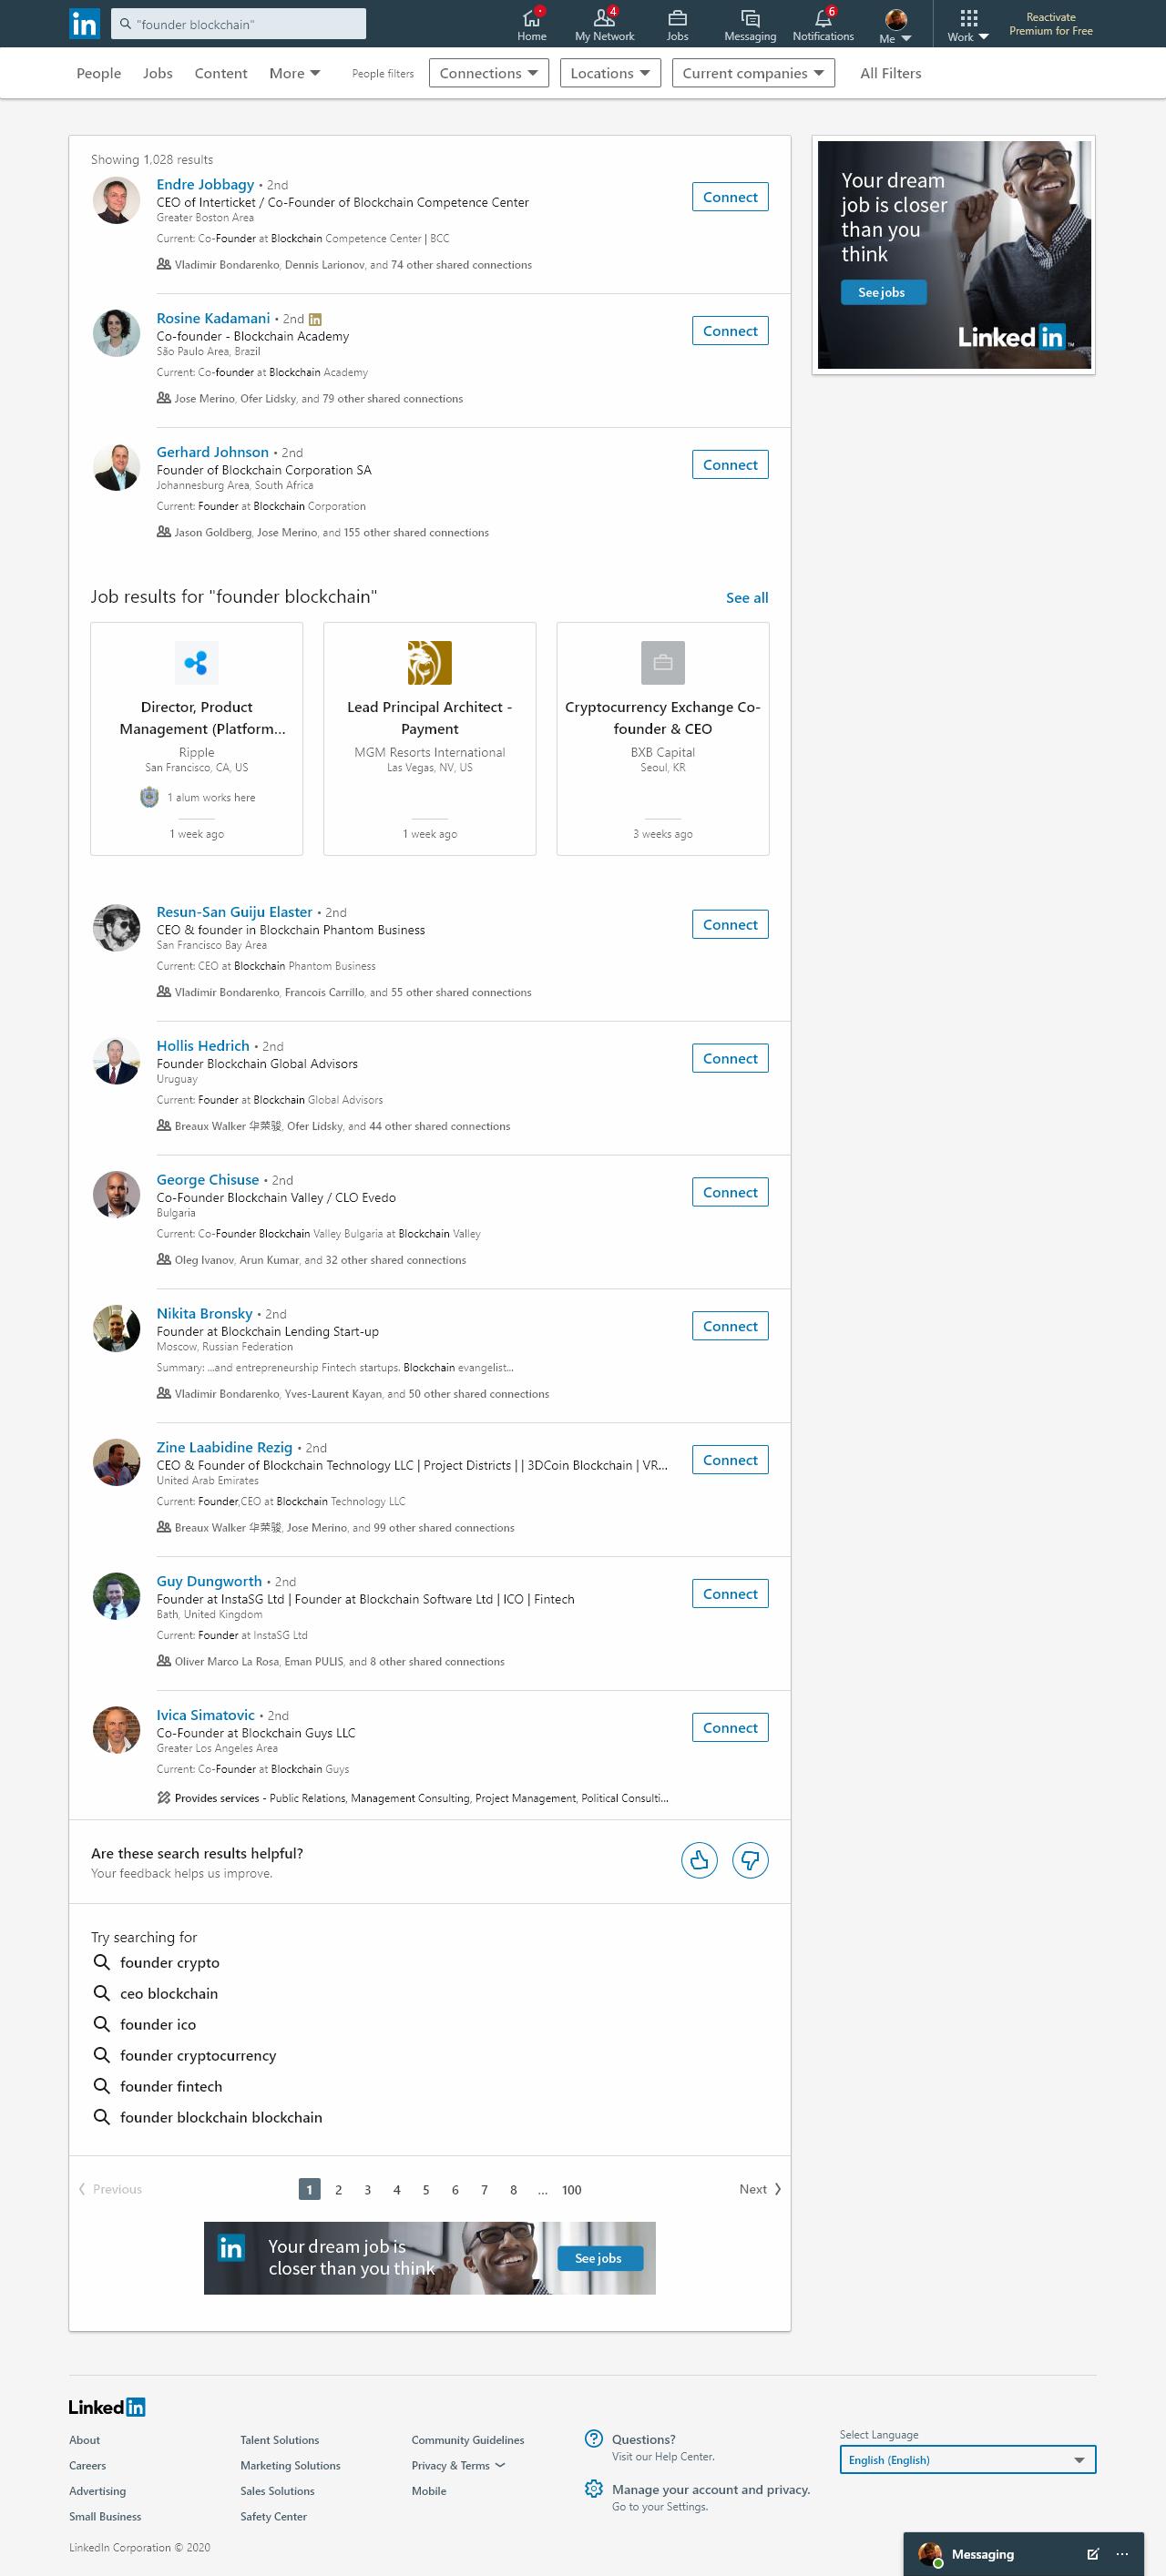 in
"founder blockchain"
Home
4
My Network
Jobs
Messaging
6
Notifications
Me
Work
Reactivate
Premium for Free
People
Jobs
Content
More
People filters
Connections
Locations
Current companies
All Filters
Showing 1,028 results
Endre Jobbagy • 2nd
CEO of Interticket / Co-Founder of Blockchain Competence Center
Greater Boston Area
Current: Co-Founder at Blockchain Competence Center | BCC
Vladimir Bondarenko, Dennis Larionov, and 74 other shared connections
Connect
Your dream
job is closer
than you
think
See jobs
Linked in
Rosine Kadamani • 2nd in
Co-founder - Blockchain Academy
São Paulo Area, Brazil
Current: Co-founder at Blockchain Academy
Jose Merino, Ofer Lidsky, and 79 other shared connections
Connect
Gerhard Johnson • 2nd
Founder of Blockchain Corporation SA
Johannesburg Area, South Africa
Current: Founder at Blockchain Corporation
Jason Goldberg, Jose Merino, and 155 other shared connections
Connect
Job results for "founder blockchain"
See all
Director, Product
Management (Platform...
Ripple
San Francisco, CA, US
1 alum works here
1 week ago
Lead Principal Architect -
Payment
MGM Resorts International
Las Vegas, NV, US
1 week ago
Cryptocurrency Exchange Co-
founder & CEO
BXB Capital
Seoul, KR
3 weeks ago
Resun-San Guiju Elaster • 2nd
CEO & founder in Blockchain Phantom Business
San Francisco Bay Area
Current: CEO at Blockchain Phantom Business
Vladimir Bondarenko, Francois Carrillo, and 55 other shared connections
Connect
Hollis Hedrich • 2nd
Founder Blockchain Global Advisors
Uruguay
Current: Founder at Blockchain Global Advisors
Breaux Walker 华荣骏, Ofer Lidsky, and 44 other shared connections
Connect
George Chisuse • 2nd
Co-Founder Blockchain Valley / CLO Evedo
Bulgaria
Current: Co-Founder Blockchain Valley Bulgaria at Blockchain Valley
Oleg Ivanov, Arun Kumar, and 32 other shared connections
Connect
Nikita Bronsky • 2nd
Founder at Blockchain Lending Start-up
Moscow, Russian Federation
Summary: ...and entrepreneurship Fintech startups. Blockchain evangelist...
Vladimir Bondarenko, Yves-Laurent Kayan, and 50 other shared connections
Connect
Zine Laabidine Rezig • 2nd
CEO & Founder of Blockchain Technology LLC | Project Districts | | 3DCoin Blockchain | VR...
United Arab Emirates
Current: Founder,CEO at Blockchain Technology LLC
Breaux Walker 华荣骏, Jose Merino, and 99 other shared connections
Connect
Guy Dungworth • 2nd
Founder at InstaSG Ltd | Founder at Blockchain Software Ltd | ICO | Fintech
Bath, United Kingdom
Current: Founder at InstaSG Ltd
Oliver Marco La Rosa, Eman PULIS, and 8 other shared connections
Connect
Ivica Simatovic • 2nd
Co-Founder at Blockchain Guys LLC
Greater Los Angeles Area
Current: Co-Founder at Blockchain Guys
Provides services - Public Relations, Management Consulting, Project Management, Political Consulti...
Connect
Are these search results helpful?
Your feedback helps us improve.
Try searching for
founder crypto
ceo blockchain
founder ico
founder cryptocurrency
founder fintech
founder blockchain blockchain
Previous
1 2 3 4 5 6 7 8 ... 100
Next
in
Your dream job is
closer than you think
See jobs
Linked in
About
Careers
Advertising
Small Business
Talent Solutions
Marketing Solutions
Sales Solutions
Safety Center
Community Guidelines
Privacy & Terms
Mobile
Questions?
Visit our Help Center.
Manage your account and privacy.
Go to your Settings.
Select Language
English (English)
LinkedIn Corporation © 2020
Messaging